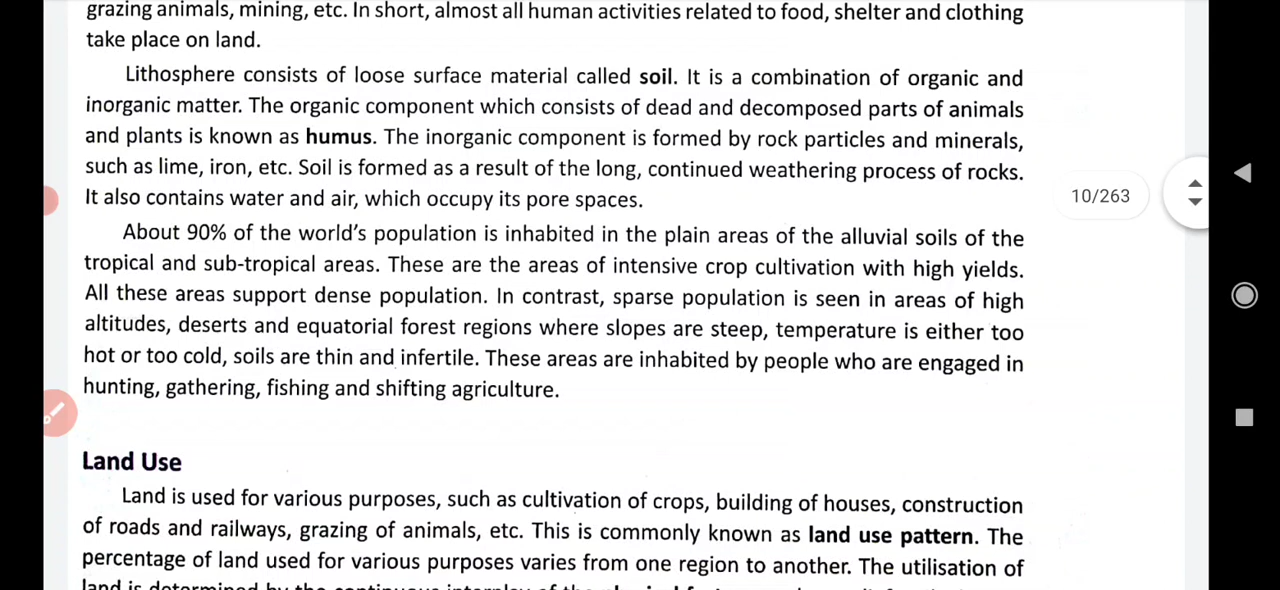 grazing animals, mining, etc. In short, almost all human activities related to food, shelter and clothing
take place on land.
Lithosphere consists of loose surface material called soil. It is a combination of organic and
inorganic matter. The organic component which consists of dead and decomposed parts of animals
and plants is known as humus. The inorganic component is formed by rock particles and minerals,
such as lime, iron, etc. Soil is formed as a result of the long, continued weathering process of rocks.
It also contains water and air, which occupy its pore spaces.
10/263
About 90% of the world's population is inhabited in the plain areas of the alluvial soils of the
tropical and sub-tropical areas. These are the areas of intensive crop cultivation with high yields.
All these areas support dense population. In contrast, sparse population is seen in areas of high
altitudes, deserts and equatorial forest regions where slopes are steep, temperature is either too
hot or too cold, soils are thin and infertile. These areas are inhabited by people who are engaged in
hunting, gathering, fishing and shifting agriculture.
Land Use
Land is used for various purposes, such as cultivation of crops, building of houses, construction
of roads and railways, grazing of animals, etc. This is commonly known as land use pattern. The
percentage of land used for various purposes varies from one region to another. The utilisation of
land is determined by the continuous interplay of the